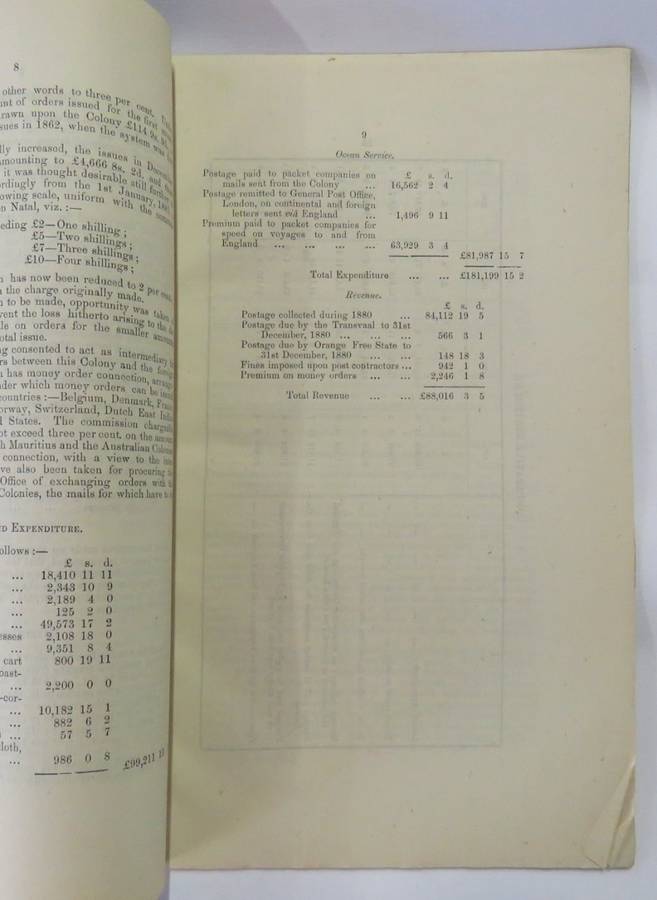 8
other words to three per cent.
nt of orders issued for the first
rawn upon the Colony £114 9s.
sues in 1862, when the system was
lly increased, the issues in
mounting to £4,666 8s. 2d. and
it was thought desirable still
rdingly from the 1st January,
owing scale, uniform with the
n Natal, viz. :—
eding £2—One shilling ;
£5—Two shillings ;
£7—Three shillings ;
£10—Four shillings ;
n has now been reduced to 2 per cent.
n the charge originally made.
n to be made, opportunity was taken
vent the loss hitherto arising to the
le on orders for the smaller
otal issue.
ng consented to act as
rs between this Colony and the
h has money order connection,
nder which money orders can be
countries :—Belgium, Denmark,
orway, Switzerland, Dutch East
l States. The commission
ot exceed three per cent. on the
h Mauritius and the Australian
connection, with a view to the
ve also been taken for procuring
Office of exchanging orders with
Colonies, the mails for which have
D EXPENDITURE.
ollows :—
£ s. d.
... 18,410 11 11
... 2,343 10 9
... 2,189 4 0
... 125 2 0
... 49,573 17 2
esses 2,108 18 0
... 9,351 8 4
cart 800 19 11
oast-
... 2,200 0 0
-cor-
... 10,182 15 1
... 882 6 2
... 57 5 7
loth,
... 986 0 8 £99,211
9
Ocean Service.
Postage paid to packet companies on £ s. d.
mails sent from the Colony ... 16,562 2 4
Postage remitted to General Post Office,
London, on continental and foreign
letters sent viâ England ... 1,496 9 11
Premium paid to packet companies for
speed on voyages to and from
England ... ... ... ... 63,929 3 4
£81,987 15 7
Total Expenditure ... ... £181,199 15 2
Revenue.
£ s. d.
Postage collected during 1880 ... 84,112 19 5
Postage due by the Transvaal to 31st
December, 1880 ... ... ... 566 3 1
Postage due by Orange Free State to
31st December, 1880 ... ... 148 18 3
Fines imposed upon post contractors ... 942 1 0
Premium on money orders ... ... 2,246 1 8
Total Revenue ... ... £88,016 3 5